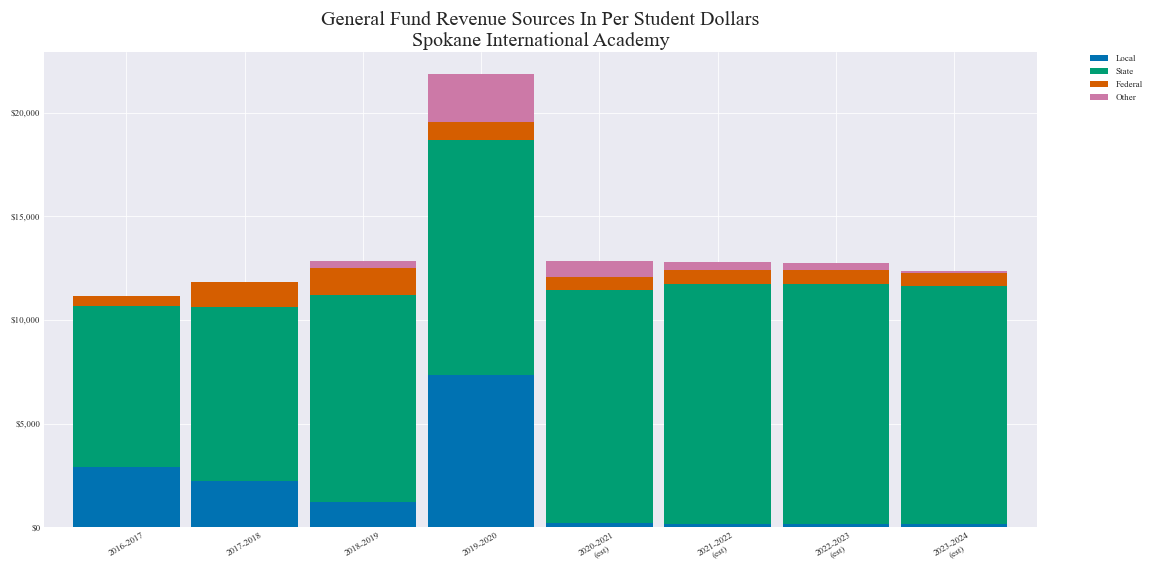 General Fund Revenue Sources In Per Student Dollars
Spokane International Academy
Local
State
Federal
Other
$20,000
$15,000
$10,000
$5,000
$0
2016-2017
2017-2018
2018-2019
2019-2020
2020-2021
(est)
2021-2022
(est)
2022-2023
(est)
2023-2024
(est)